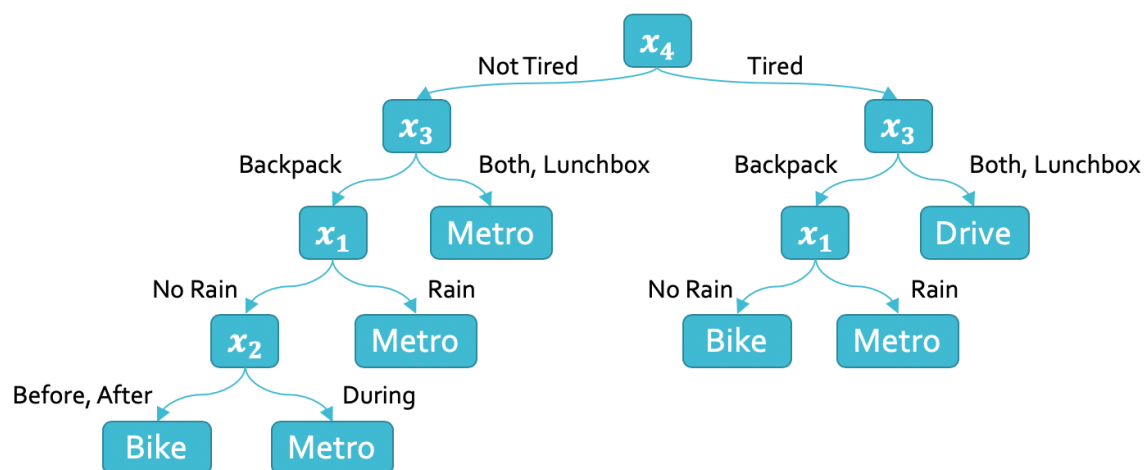 x₄
Not Tired Tired
x₃ x₃
Backpack Both, Lunchbox Backpack Both, Lunchbox
x₁ Metro x₁ Drive
No Rain Rain No Rain Rain
x₂ Metro Bike Metro
Before, After During
Bike Metro